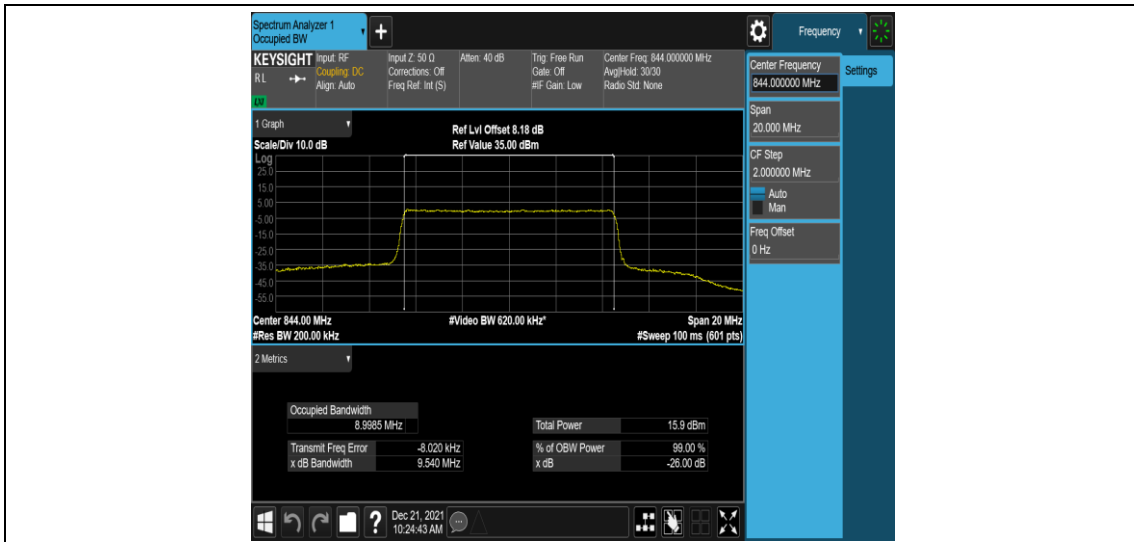 Spectrum Analyzer 1
Occupied BW
Frequency
KEYSIGHT
RL
LM
Input: RF
Coupling: DC
Align: Auto
Input Z: 50 Ω
Corrections: Off
Freq Ref: Int (S)
Atten: 40 dB
Trig: Free Run
Gate: Off
#IF Gain: Low
Center Freq: 844.000000 MHz
Avg|Hold: 30/30
Radio Std: None
Center Frequency
844.000000 MHz
Settings
Span
20.000 MHz
CF Step
2.000000 MHz
Auto
Man
Freq Offset
0 Hz
1 Graph
Scale/Div 10.0 dB
Ref Lvl Offset 8.18 dB
Ref Value 35.00 dBm
Log
25.0
15.0
5.00
-5.00
-15.0
-25.0
-35.0
-45.0
-55.0
Center 844.00 MHz
#Video BW 620.00 kHz*
Span 20 MHz
#Res BW 200.00 kHz
#Sweep 100 ms (601 pts)
2 Metrics
Occupied Bandwidth
8.9985 MHz
Total Power 15.9 dBm
Transmit Freq Error -8.020 kHz
% of OBW Power 99.00 %
x dB Bandwidth 9.540 MHz
x dB -26.00 dB
?
Dec 21, 2021
10:24:43 AM